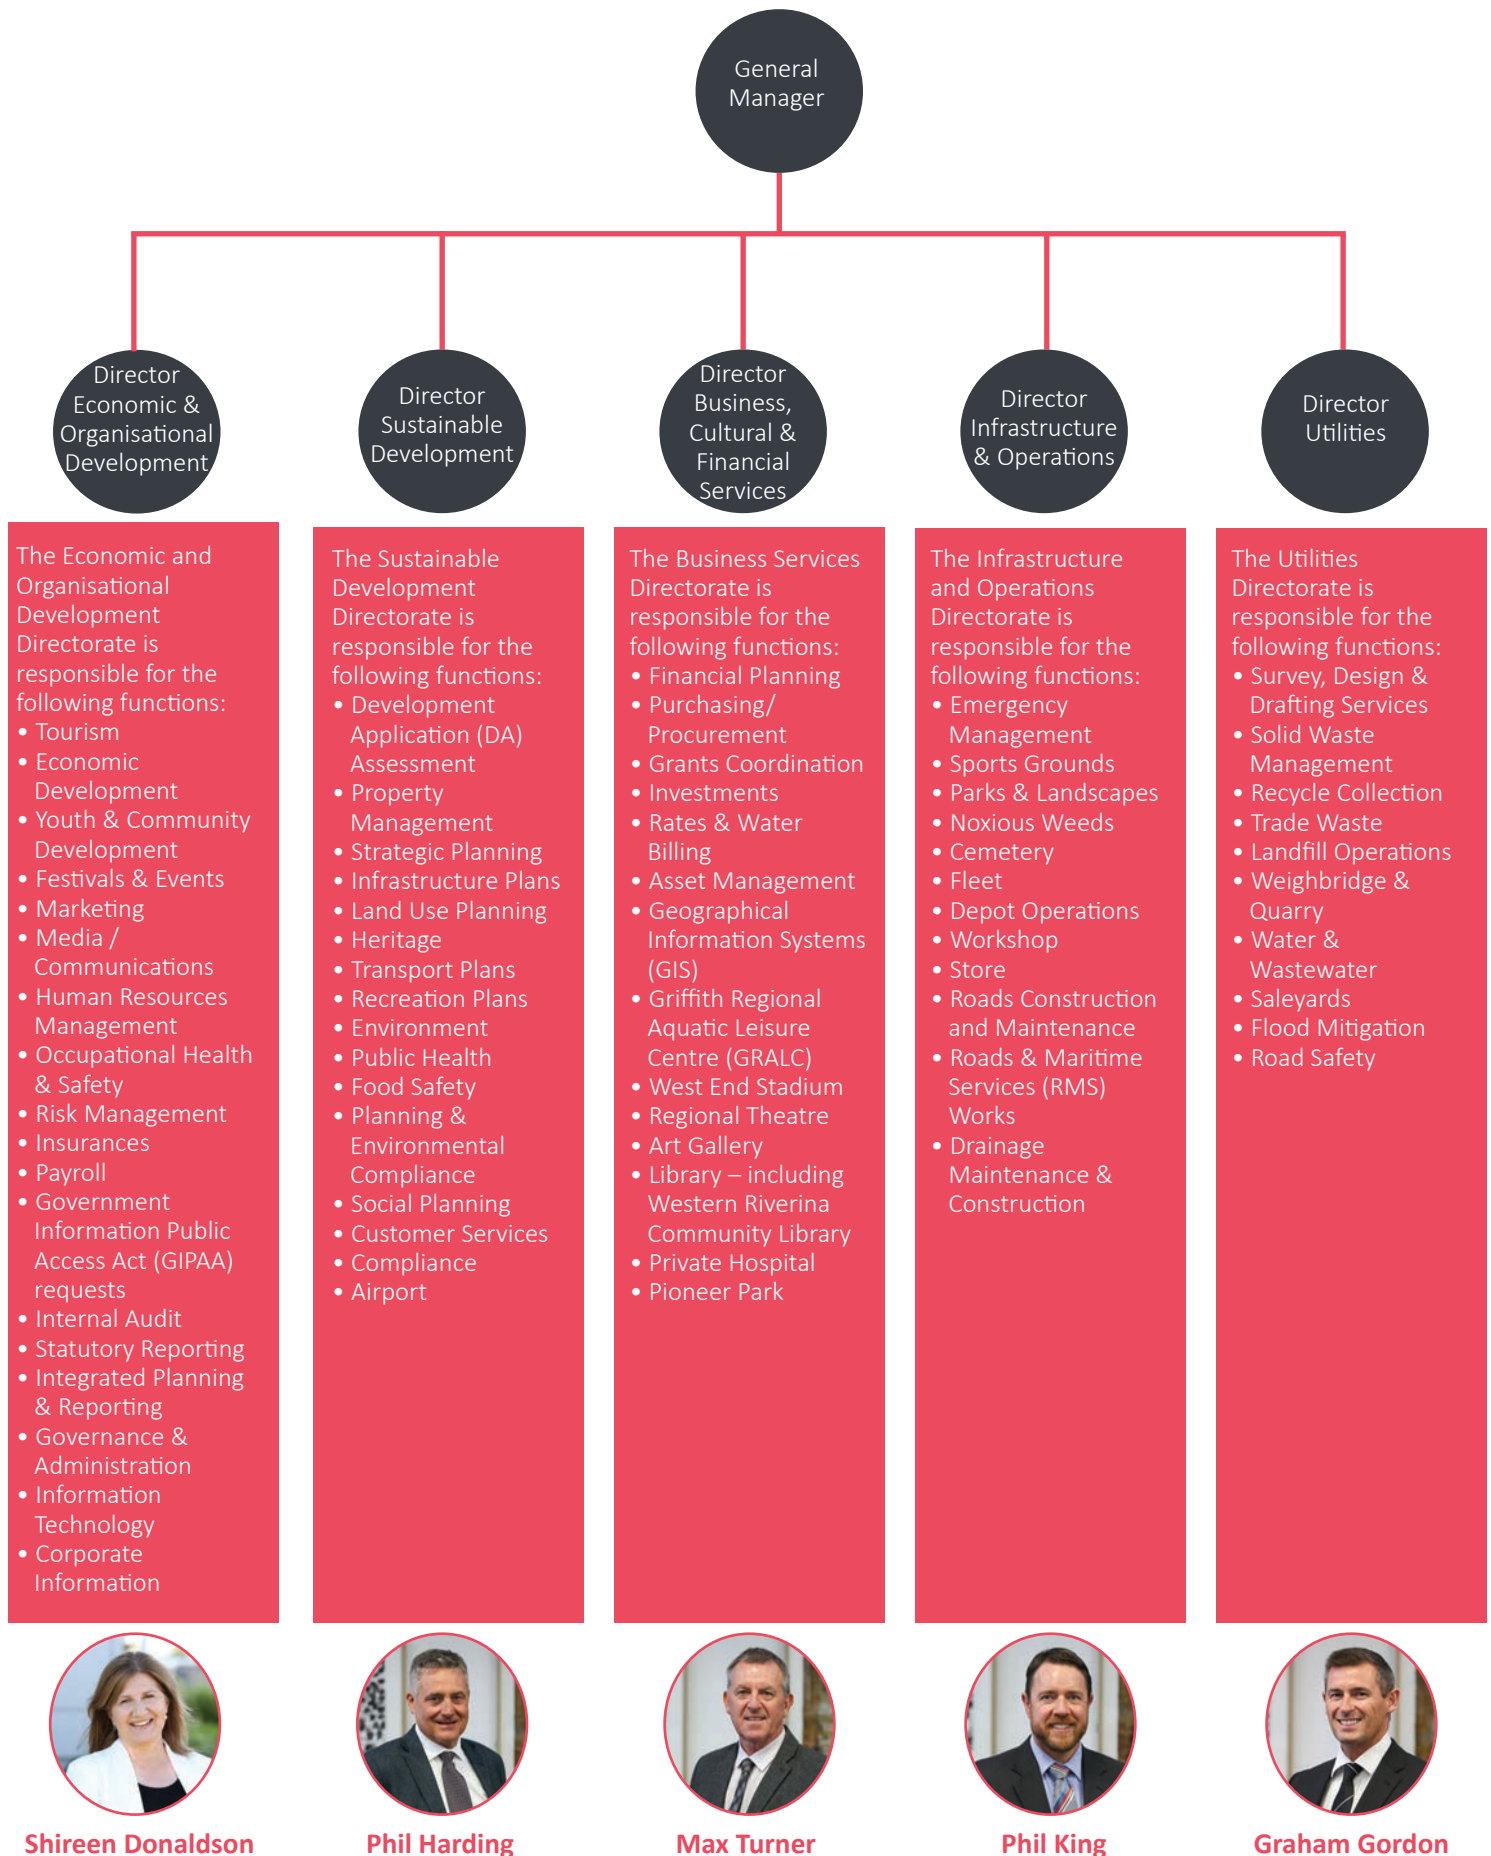 General
Manager
Director
Economic &
Organisational
Development
Director
Sustainable
Development
Director
Business,
Cultural &
Financial
Services
Director
Infrastructure
& Operations
Director
Utilities
The Economic and
Organisational
Development
Directorate is
responsible for the
following functions:
• Tourism
• Economic
Development
• Youth & Community
Development
• Festivals & Events
• Marketing
• Media /
Communications
• Human Resources
Management
• Occupational Health
& Safety
• Risk Management
• Insurances
• Payroll
• Government
Information Public
Access Act (GIPAA)
requests
• Internal Audit
• Statutory Reporting
• Integrated Planning
& Reporting
• Governance &
Administration
• Information
Technology
• Corporate
Information
The Sustainable
Development
Directorate is
responsible for the
following functions:
• Development
Application (DA)
Assessment
• Property
Management
• Strategic Planning
• Infrastructure Plans
• Land Use Planning
• Heritage
• Transport Plans
• Recreation Plans
• Environment
• Public Health
• Food Safety
• Planning &
Environmental
Compliance
• Social Planning
• Customer Services
• Compliance
• Airport
The Business Services
Directorate is
responsible for the
following functions:
• Financial Planning
• Purchasing/
Procurement
• Grants Coordination
• Investments
• Rates & Water
Billing
• Asset Management
• Geographical
Information Systems
(GIS)
• Griffith Regional
Aquatic Leisure
Centre (GRALC)
• West End Stadium
• Regional Theatre
• Art Gallery
• Library – including
Western Riverina
Community Library
• Private Hospital
• Pioneer Park
The Infrastructure
and Operations
Directorate is
responsible for the
following functions:
• Emergency
Management
• Sports Grounds
• Parks & Landscapes
• Noxious Weeds
• Cemetery
• Fleet
• Depot Operations
• Workshop
• Store
• Roads Construction
and Maintenance
• Roads & Maritime
Services (RMS)
Works
• Drainage
Maintenance &
Construction
The Utilities
Directorate is
responsible for the
following functions:
• Survey, Design &
Drafting Services
• Solid Waste
Management
• Recycle Collection
• Trade Waste
• Landfill Operations
• Weighbridge &
Quarry
• Water &
Wastewater
• Saleyards
• Flood Mitigation
• Road Safety
Shireen Donaldson
Phil Harding
Max Turner
Phil King
Graham Gordon